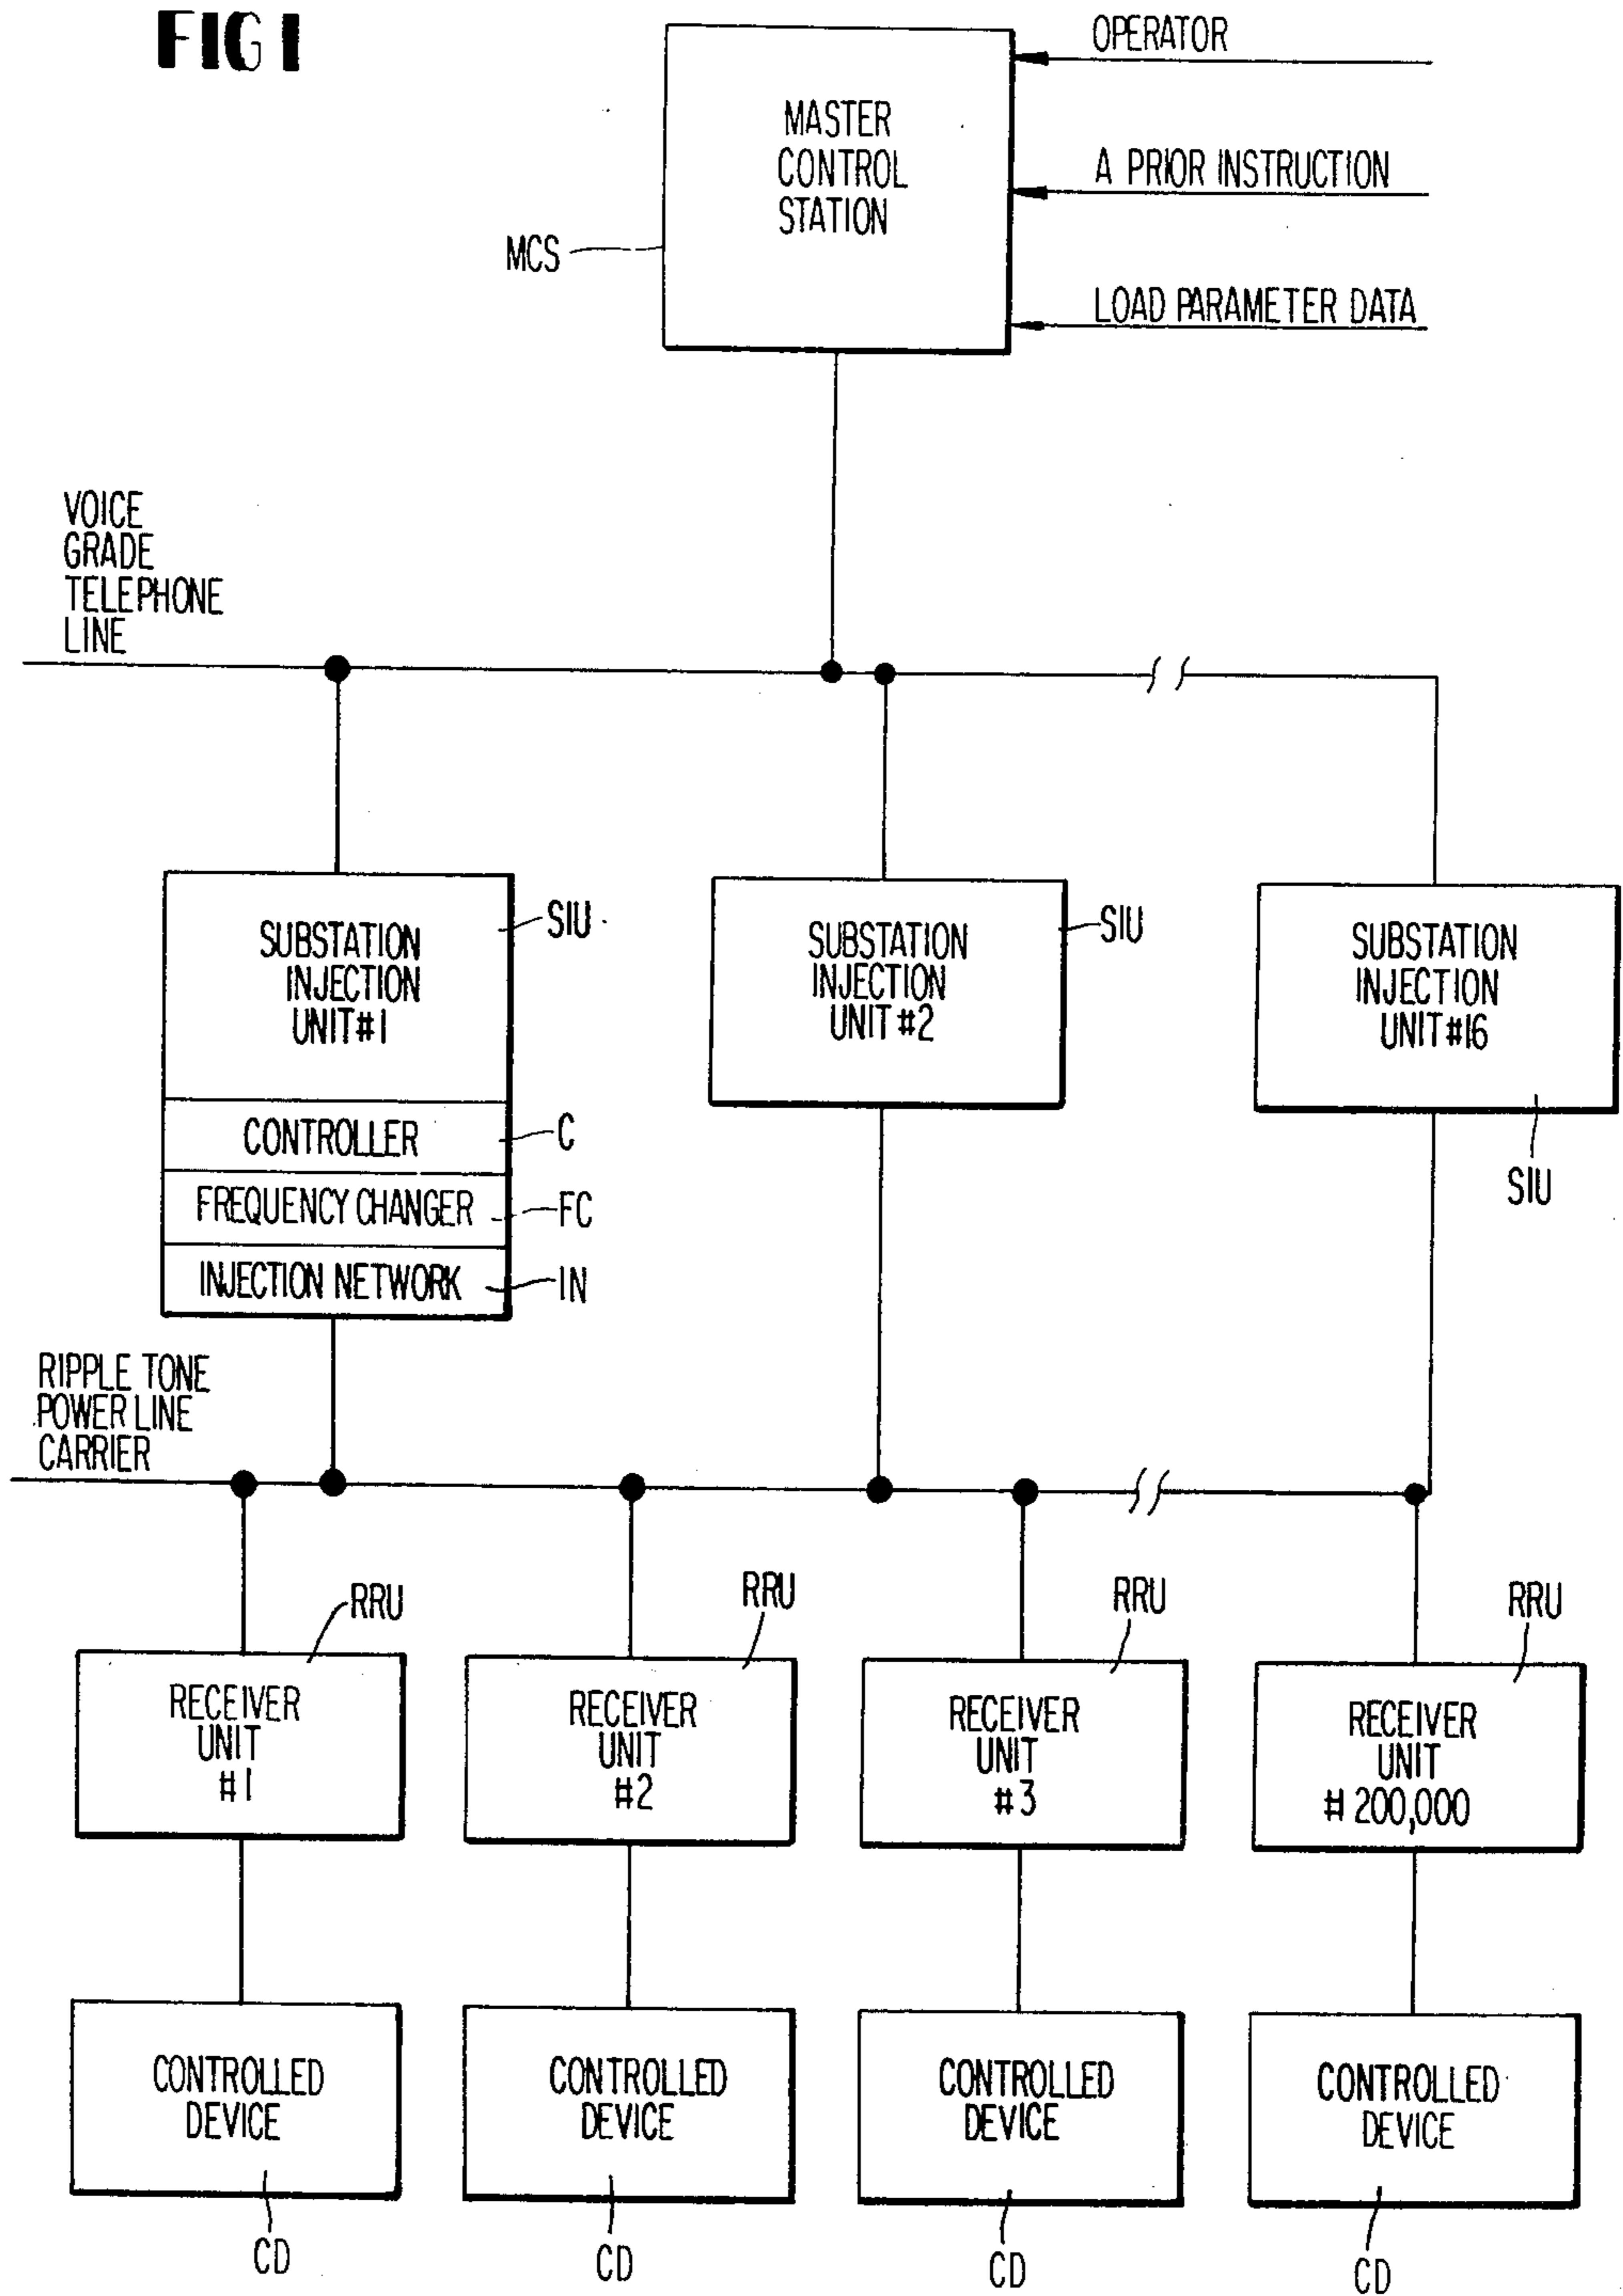 FIG 1
OPERATOR
MASTER
CONTROL
STATION
A PRIOR INSTRUCTION
MCS
LOAD PARAMETER DATA
VOICE
GRADE
TELEPHONE
LINE
SUBSTATION
INJECTION
UNIT #1
SIU
SUBSTATION
INJECTION
UNIT #2
SIU
SUBSTATION
INJECTION
UNIT #16
SIU
CONTROLLER
C
FREQUENCY CHANGER
FC
INJECTION NETWORK
IN
RIPPLE TONE
POWER LINE
CARRIER
RRU
RRU
RRU
RRU
RECEIVER
UNIT
#1
RECEIVER
UNIT
#2
RECEIVER
UNIT
#3
RECEIVER
UNIT
# 200,000
CONTROLLED
DEVICE
CONTROLLED
DEVICE
CONTROLLED
DEVICE
CONTROLLED
DEVICE
CD
CD
CD
CD